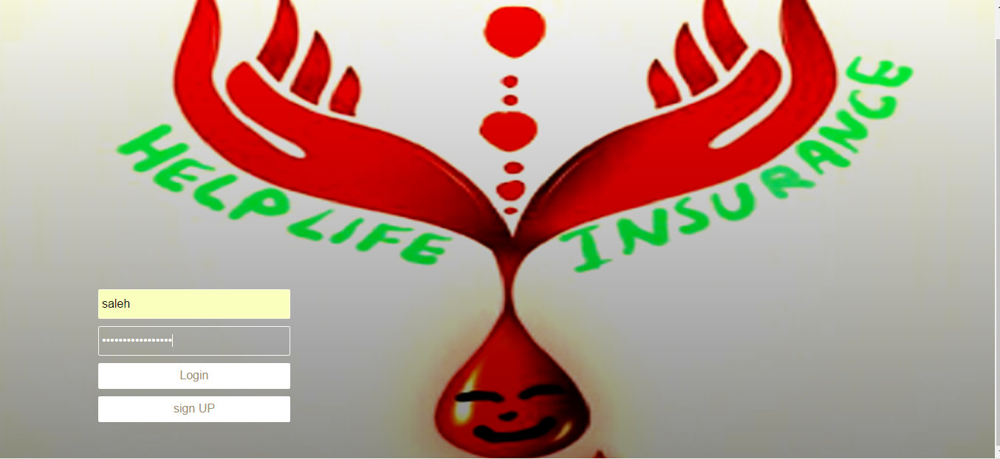 HELP LIFE INSURANCE
saleh
•••••••••••••••••
Login
sign UP